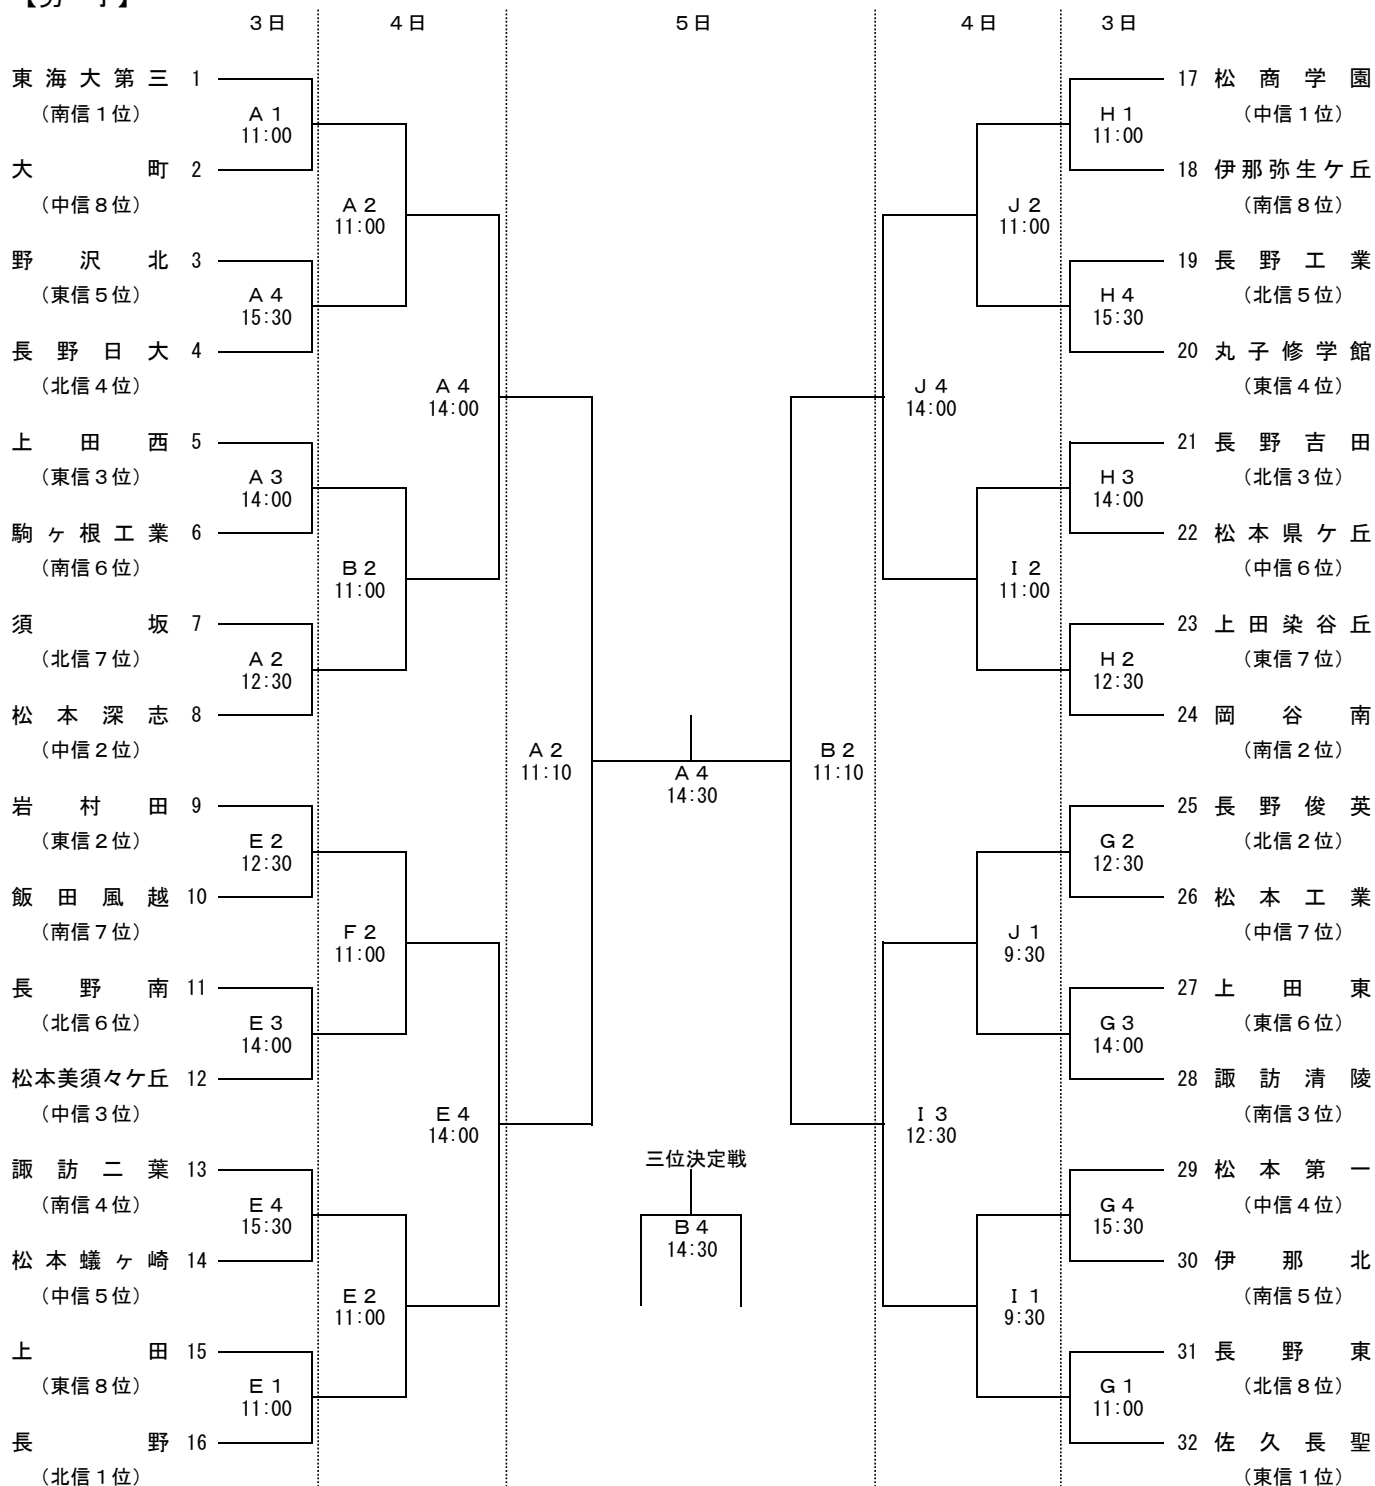 ３日 ４日 ５日 ４日 ３日
東海大第三 1
（南信１位）
Ａ１
11:00
大町 2
（中信８位）
Ａ２
11:00
野沢北 3
（東信５位）
Ａ４
15:30
長野日大 4
（北信４位）
Ａ４
14:00
上田西 5
（東信３位）
Ａ３
14:00
駒ヶ根工業 6
（南信６位）
Ｂ２
11:00
須坂 7
（北信７位）
Ａ２
12:30
松本深志 8
（中信２位）
Ａ２
11:10
岩村田 9
（東信２位）
Ｅ２
12:30
飯田風越 10
（南信７位）
Ｆ２
11:00
長野南 11
（北信６位）
Ｅ３
14:00
松本美須々ケ丘 12
（中信３位）
Ｅ４
14:00
諏訪二葉 13
（南信４位）
Ｅ４
15:30
松本蟻ヶ崎 14
（中信５位）
Ｅ２
11:00
上田 15
（東信８位）
Ｅ１
11:00
長野 16
（北信１位）
Ａ４
14:30
三位決定戦
Ｂ４
14:30
17 松商学園
（中信１位）
Ｈ１
11:00
18 伊那弥生ケ丘
（南信８位）
Ｊ２
11:00
19 長野工業
（北信５位）
Ｈ４
15:30
20 丸子修学館
（東信４位）
Ｊ４
14:00
21 長野吉田
（北信３位）
Ｈ３
14:00
22 松本県ケ丘
（中信６位）
Ｉ２
11:00
23 上田染谷丘
（東信７位）
Ｈ２
12:30
24 岡谷南
（南信２位）
Ｂ２
11:10
25 長野俊英
（北信２位）
Ｇ２
12:30
26 松本工業
（中信７位）
Ｊ１
9:30
27 上田東
（東信６位）
Ｇ３
14:00
28 諏訪清陵
（南信３位）
Ｉ３
12:30
29 松本第一
（中信４位）
Ｇ４
15:30
30 伊那北
（南信５位）
Ｉ１
9:30
31 長野東
（北信８位）
Ｇ１
11:00
32 佐久長聖
（東信１位）